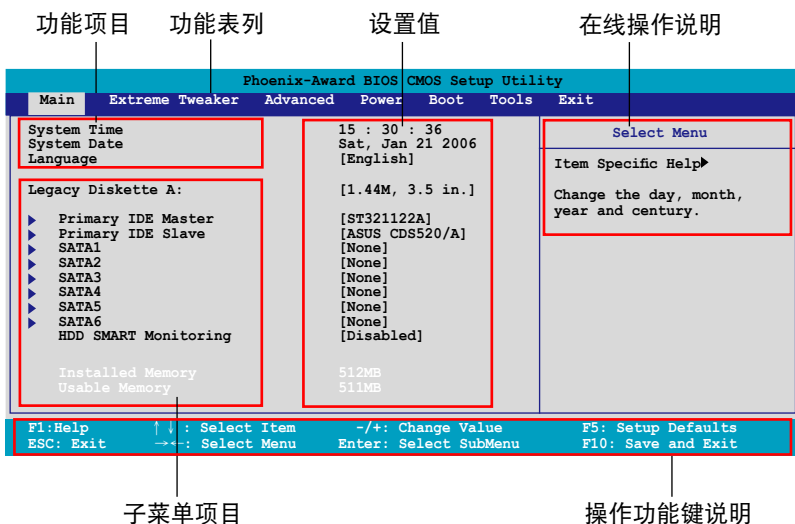 功能项目 功能表列 设置值 在线操作说明
Phoenix-Award BIOS CMOS Setup Utility
Main Extreme Tweaker Advanced Power Boot Tools Exit
System Time 15 : 30 : 36
System Date Sat, Jan 21 2006
Language [English]
Legacy Diskette A: [1.44M, 3.5 in.]
Primary IDE Master [ST321122A]
Primary IDE Slave [ASUS CDS520/A]
SATA1 [None]
SATA2 [None]
SATA3 [None]
SATA4 [None]
SATA5 [None]
SATA6 [None]
HDD SMART Monitoring [Disabled]
Installed Memory 512MB
Usable Memory 511MB
Select Menu
Item Specific Help
Change the day, month,
year and century.
F1:Help ↑↓: Select Item -/+: Change Value F5: Setup Defaults
ESC: Exit →←: Select Menu Enter: Select SubMenu F10: Save and Exit
子菜单项目 操作功能键说明